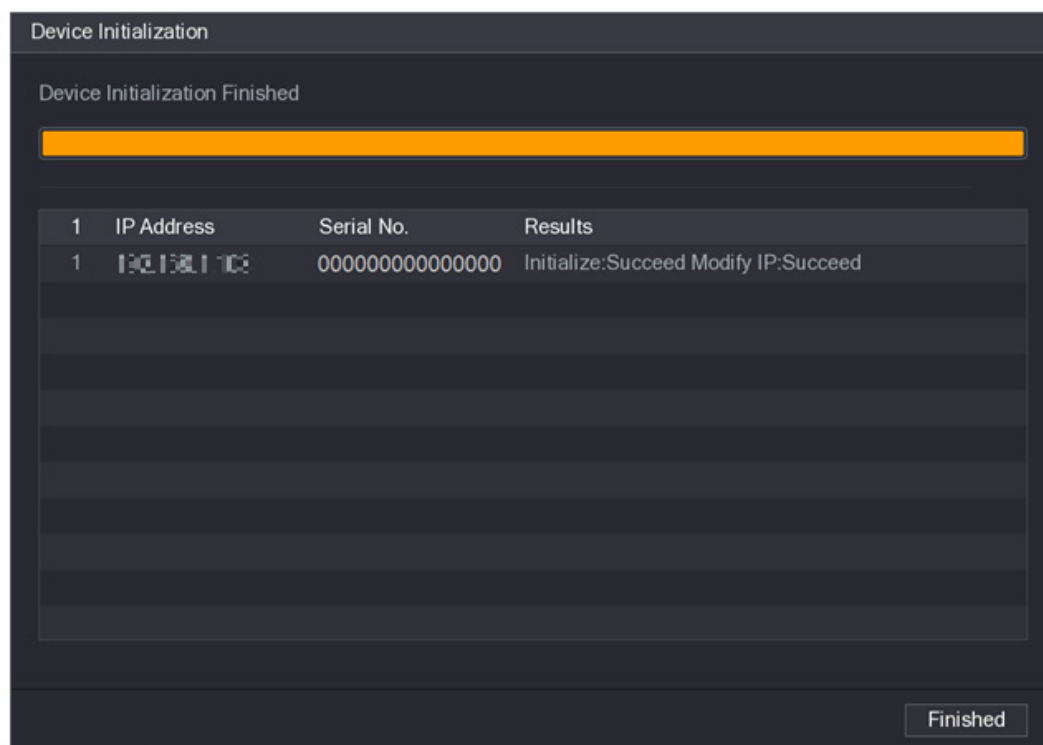 Device Initialization
Device Initialization Finished
1 IP Address Serial No. Results
1 000000000000000 Initialize:Succeed Modify IP:Succeed
Finished